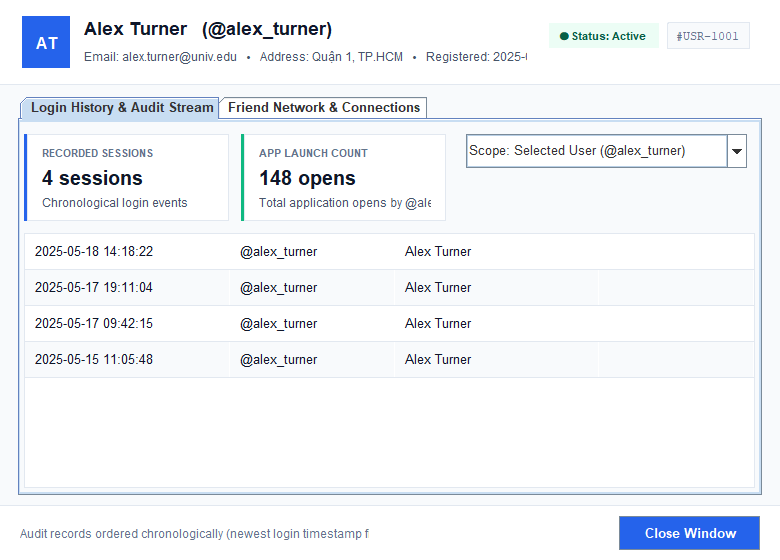 AT
Alex Turner (@alex_turner)
Email: alex.turner@univ.edu • Address: Quận 1, TP.HCM • Registered: 2025-
● Status: Active
#USR-1001
Login History & Audit Stream
Friend Network & Connections
RECORDED SESSIONS
4 sessions
Chronological login events
APP LAUNCH COUNT
148 opens
Total application opens by @ale
Scope: Selected User (@alex_turner)
2025-05-18 14:18:22 @alex_turner Alex Turner
2025-05-17 19:11:04 @alex_turner Alex Turner
2025-05-17 09:42:15 @alex_turner Alex Turner
2025-05-15 11:05:48 @alex_turner Alex Turner
Audit records ordered chronologically (newest login timestamp f
Close Window